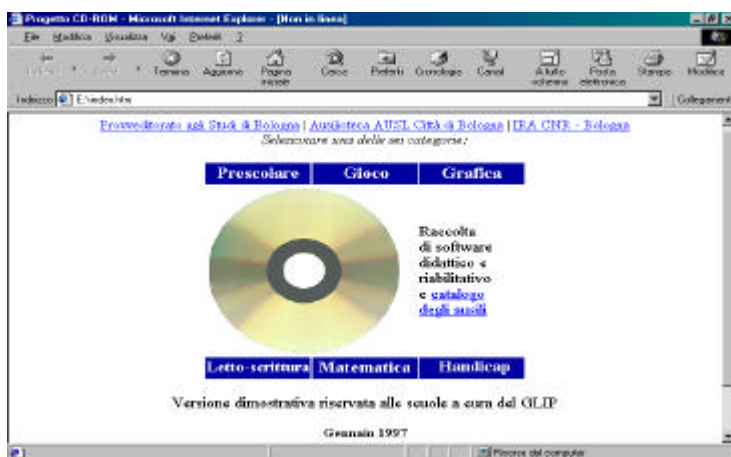 Progetto CD-ROM - Microsoft Internet Explorer - [Non in linea]
File Modifica Visualizza Vai Preferiti ?
Termina Aggiorna Pagina iniziale Cerca Preferiti Cronologia Canali A tutto schermo Posta elettronica Stampa Modifica
Indirizzo E:\index.htm Collegamenti
Provveditorato agli Studi di Bologna | Ausilioteca AUSL Città di Bologna | IRA CNR - Bologna
Selezionare una delle sei categorie:
Prescolare Gioco Grafica
Raccolta
di software
didattico e
riabilitativo
e catalogo
degli ausili
Letto-scrittura Matematica Handicap
Versione dimostrativa riservata alle scuole a cura del GLIP
Gennaio 1997
Risorse del computer